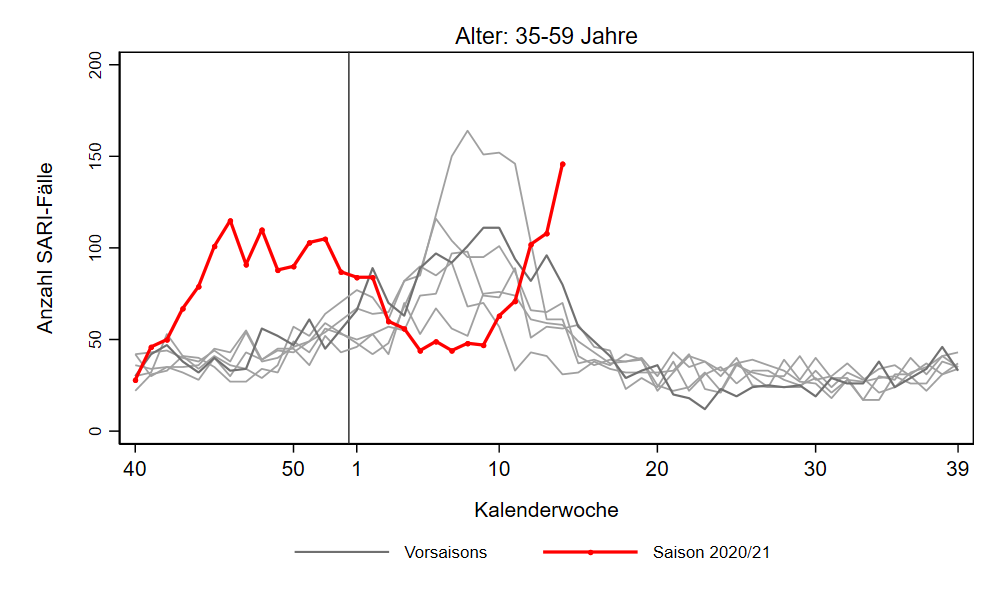 Alter: 35-59 Jahre
Anzahl SARI-Fälle
200
150
100
50
0
40 50 1 10 20 30 39
Kalenderwoche
Vorsaisons Saison 2020/21